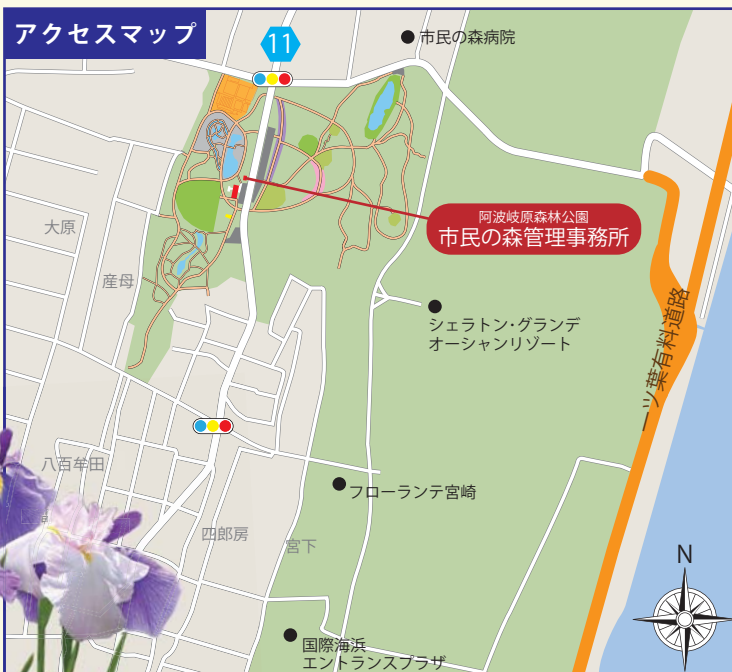 アクセスマップ
11
市民の森病院
阿波岐原森林公園
市民の森管理事務所
大原
産母
シェラトン・グランデ
オーシャンリゾート
一ツ葉有料道路
八百牟田
フローランテ宮崎
四郎房
宮下
N
国際海浜
エントランスプラザ